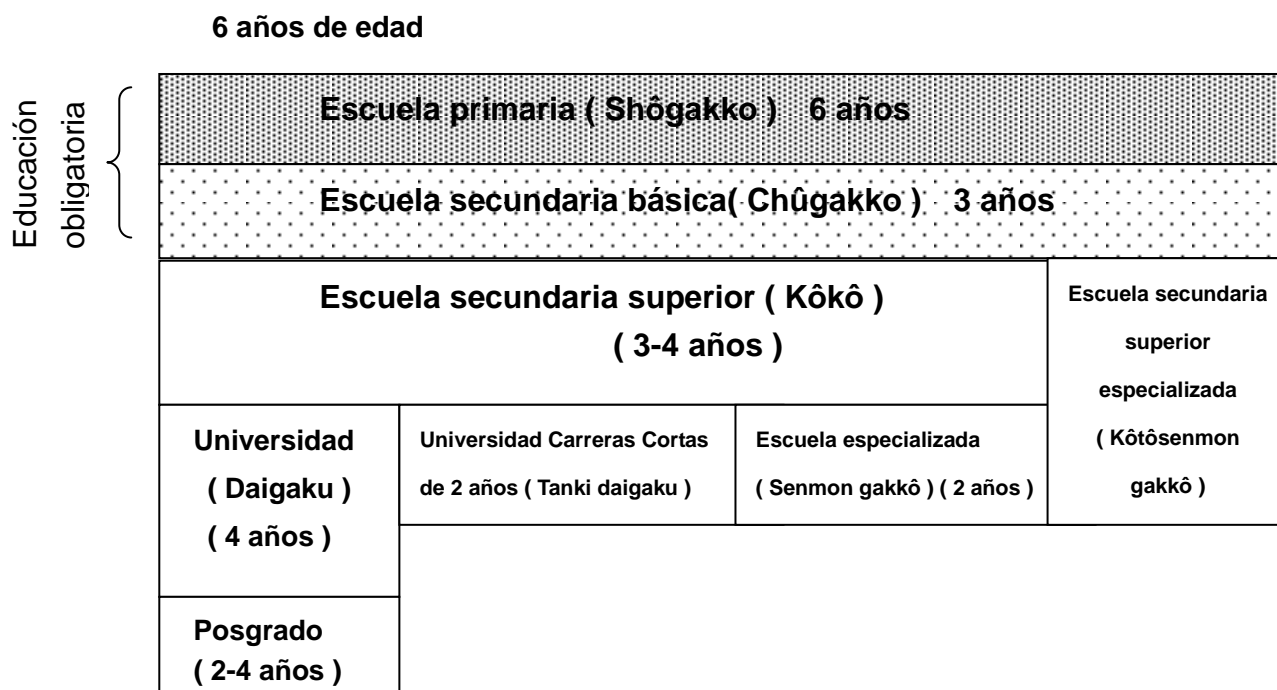 6 años de edad
Educación
obligatoria
Escuela primaria ( Shôgakko ) 6 años
Escuela secundaria básica( Chûgakko ) 3 años
Escuela secundaria superior ( Kôkô )
( 3-4 años )
Escuela secundaria
superior
especializada
( Kôtôsenmon
gakkô )
Universidad
( Daigaku )
( 4 años )
Universidad Carreras Cortas
de 2 años ( Tanki daigaku )
Escuela especializada
( Senmon gakkô ) ( 2 años )
Posgrado
( 2-4 años )